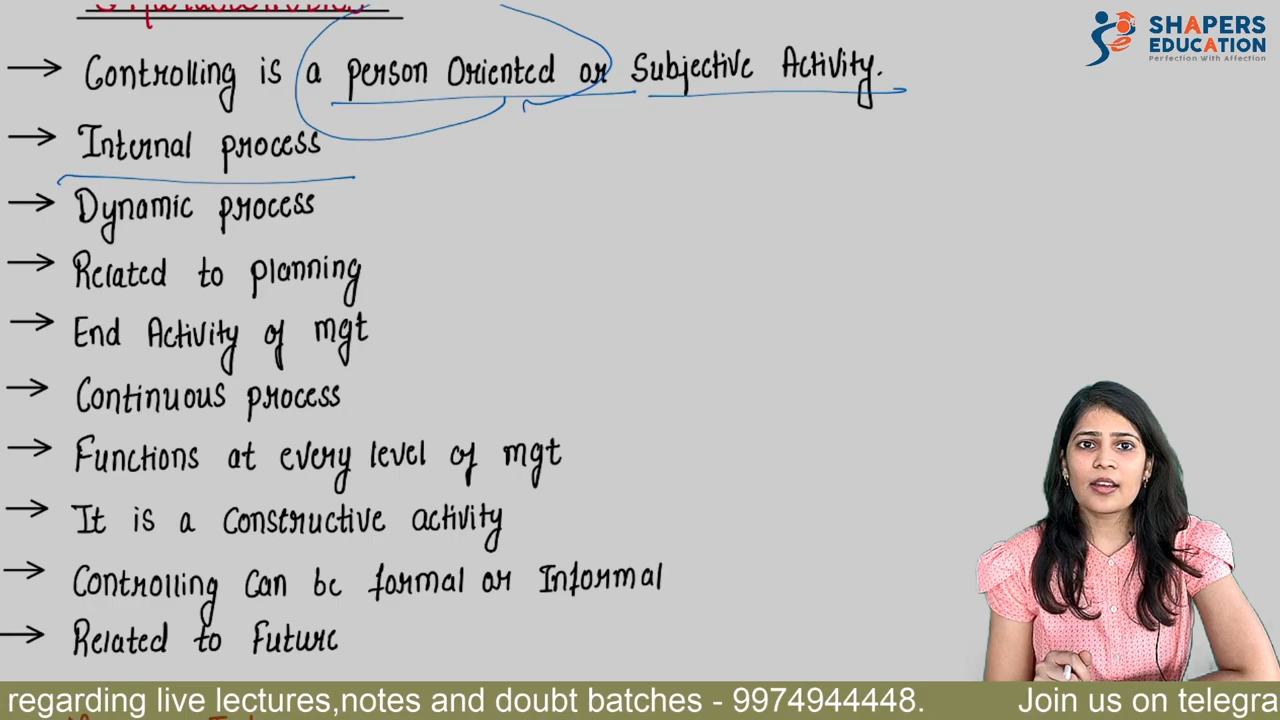 SHAPERS
EDUCATION
Perfection With Affection
→ Controlling is a person Oriented or Subjective Activity.
→ Internal process
→ Dynamic process
→ Related to planning
→ End Activity of mgt
→ Continuous process
→ Functions at every level of mgt
→ It is a constructive activity
→ Controlling Can be formal or Informal
→ Related to Future
regarding live lectures,notes and doubt batches - 9974944448. Join us on telegra